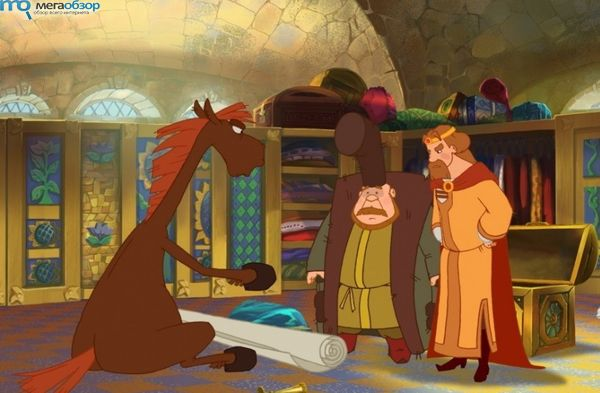 мегаобзор
обзор всего интернета